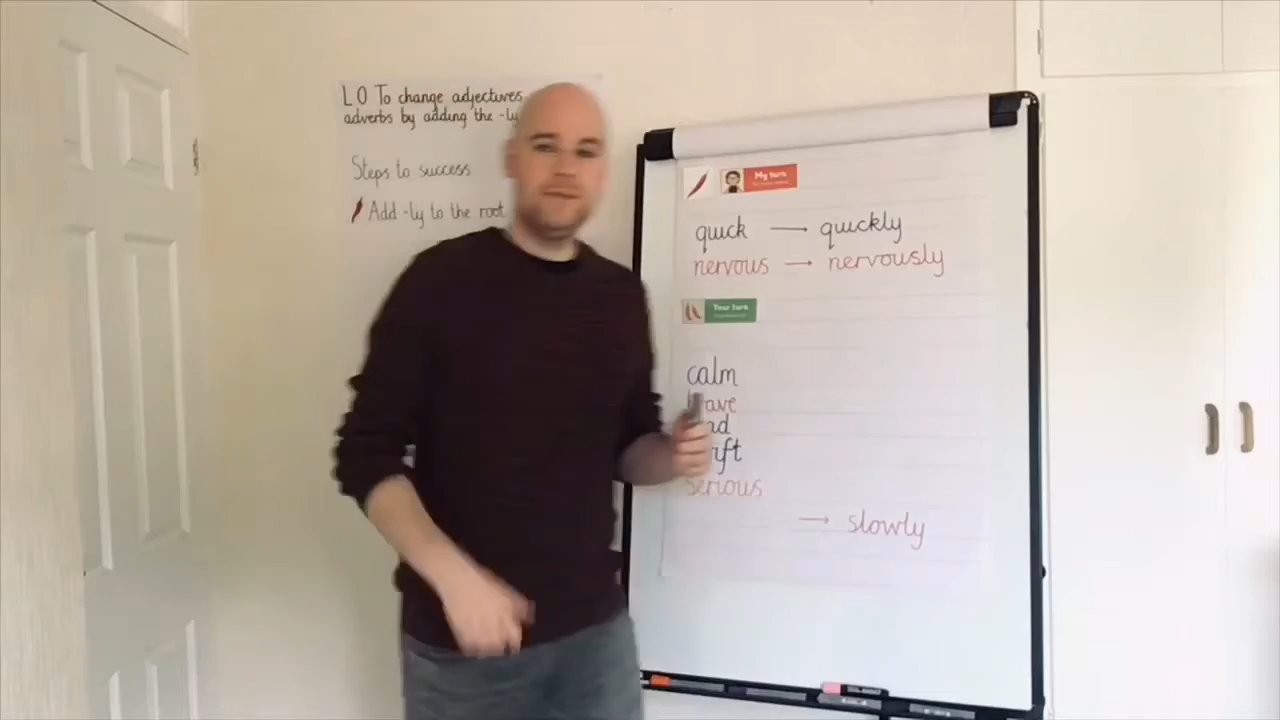 L O To change adjectives
adverbs by adding the -ly
Steps to success
Add -ly to the root
My turn
quick → quickly
nervous → nervously
Your turn
calm
serious
→ slowly